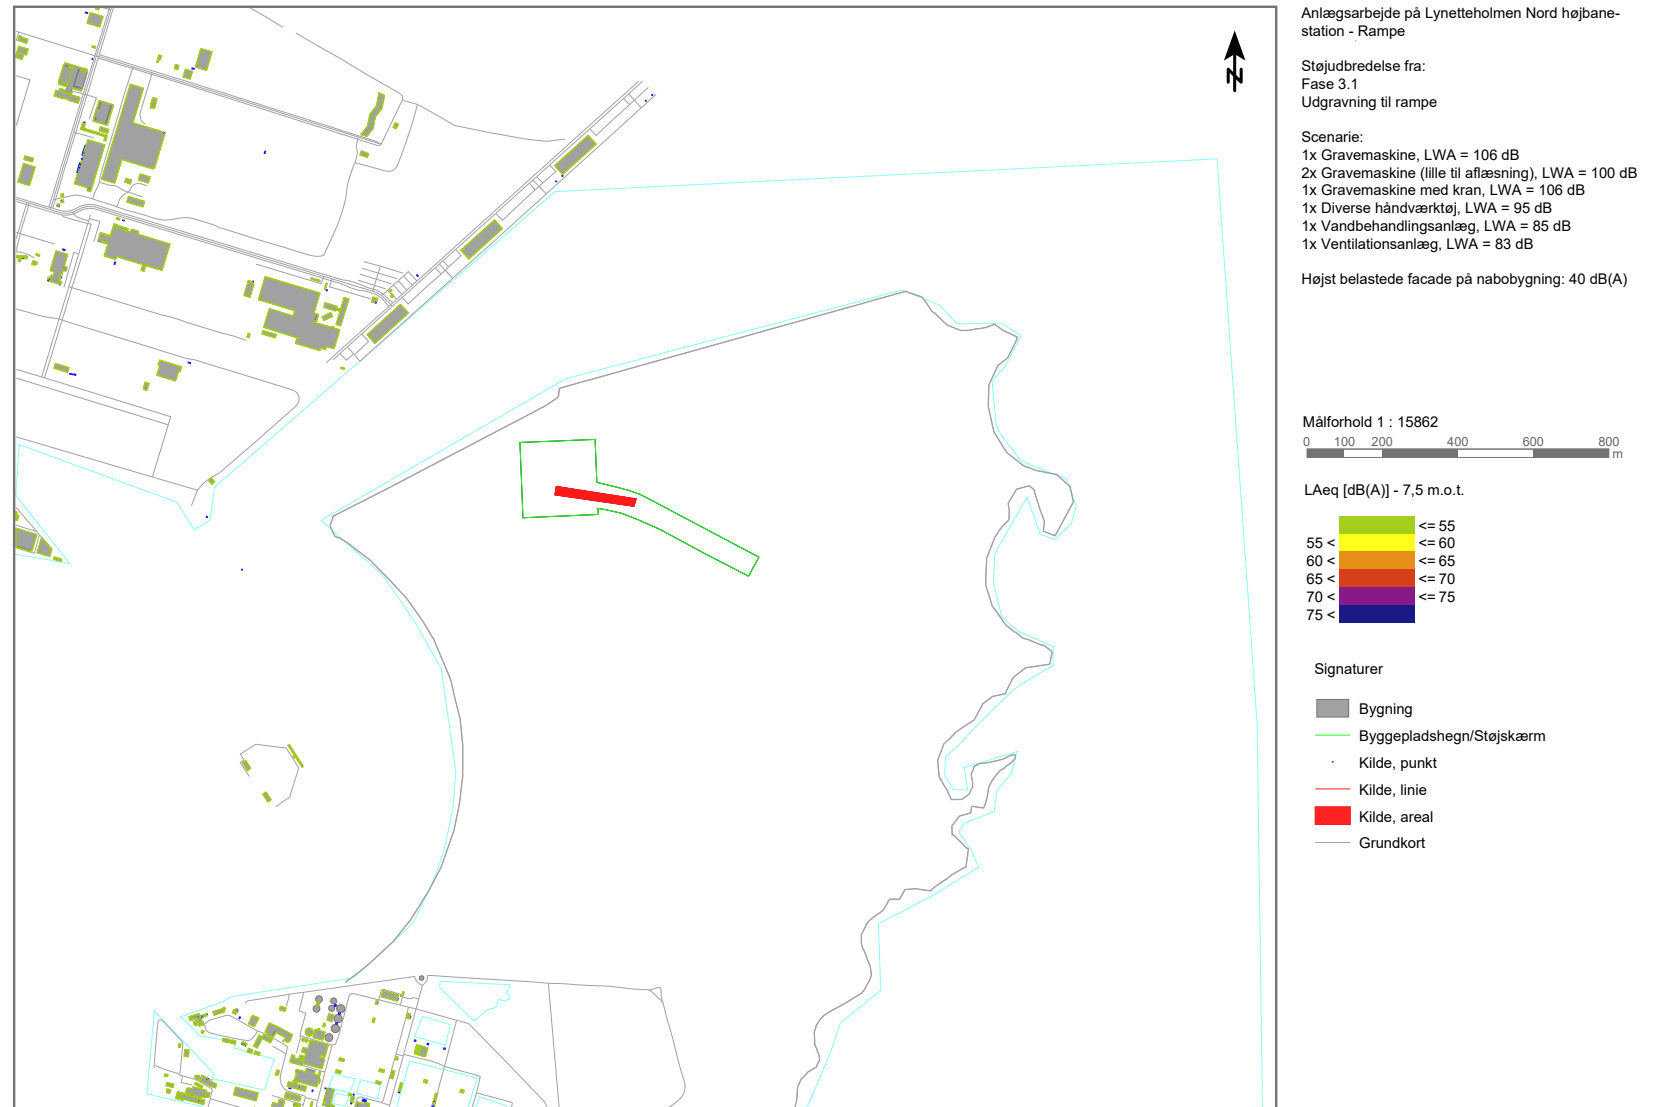 Anlægsarbejde på Lynetteholmen Nord højbane-
station - Rampe
Støjudbredelse fra:
Fase 3.1
Udgravning til rampe
Scenarie:
1x Gravemaskine, LWA = 106 dB
2x Gravemaskine (lille til aflæsning), LWA = 100 dB
1x Gravemaskine med kran, LWA = 106 dB
1x Diverse håndværktøj, LWA = 95 dB
1x Vandbehandlingsanlæg, LWA = 85 dB
1x Ventilationsanlæg, LWA = 83 dB
Højst belastede facade på nabobygning: 40 dB(A)
N
Målforhold 1 : 15862
0 100 200 400 600 800
m
LAeq [dB(A)] - 7,5 m.o.t.
<= 55
55 < <= 60
60 < <= 65
65 < <= 70
70 < <= 75
75 <
Signaturer
Bygning
Byggepladshegn/Støjskærm
Kilde, punkt
Kilde, linie
Kilde, areal
Grundkort